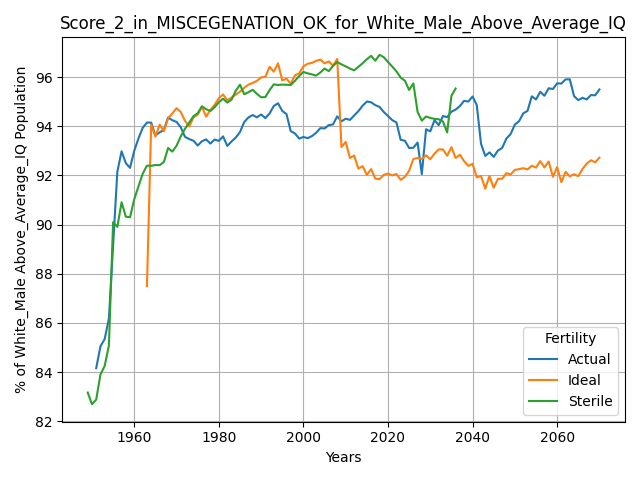 Score_2_in_MISCEGENATION_OK_for_White_Male_Above_Average_IQ
% of White_Male Above_Average_IQ Population
96
94
92
90
88
86
84
82
1960
1980
2000
2020
2040
2060
Years
Fertility
Actual
Ideal
Sterile